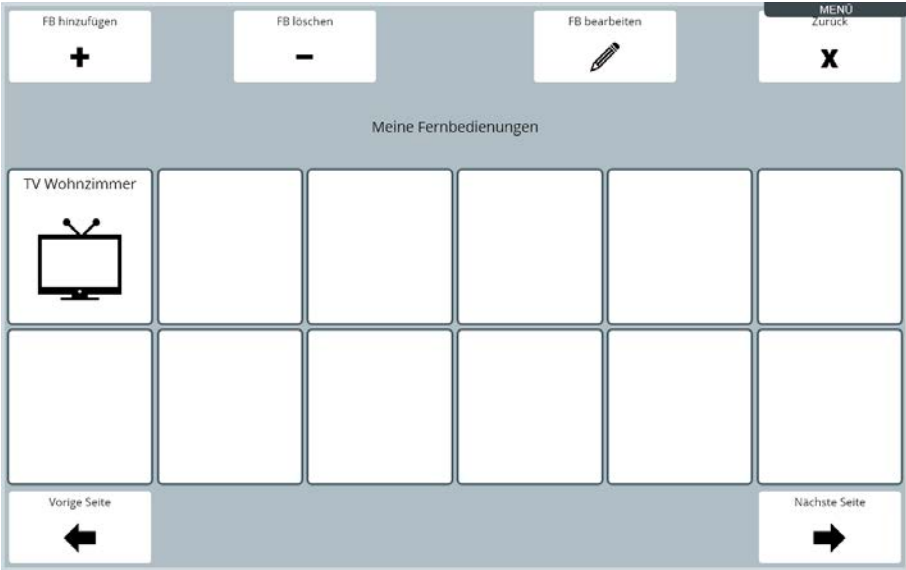 MENÜ
FB hinzufügen
FB löschen
FB bearbeiten
Zurück
Meine Fernbedienungen
TV Wohnzimmer
Vorige Seite
Nächste Seite